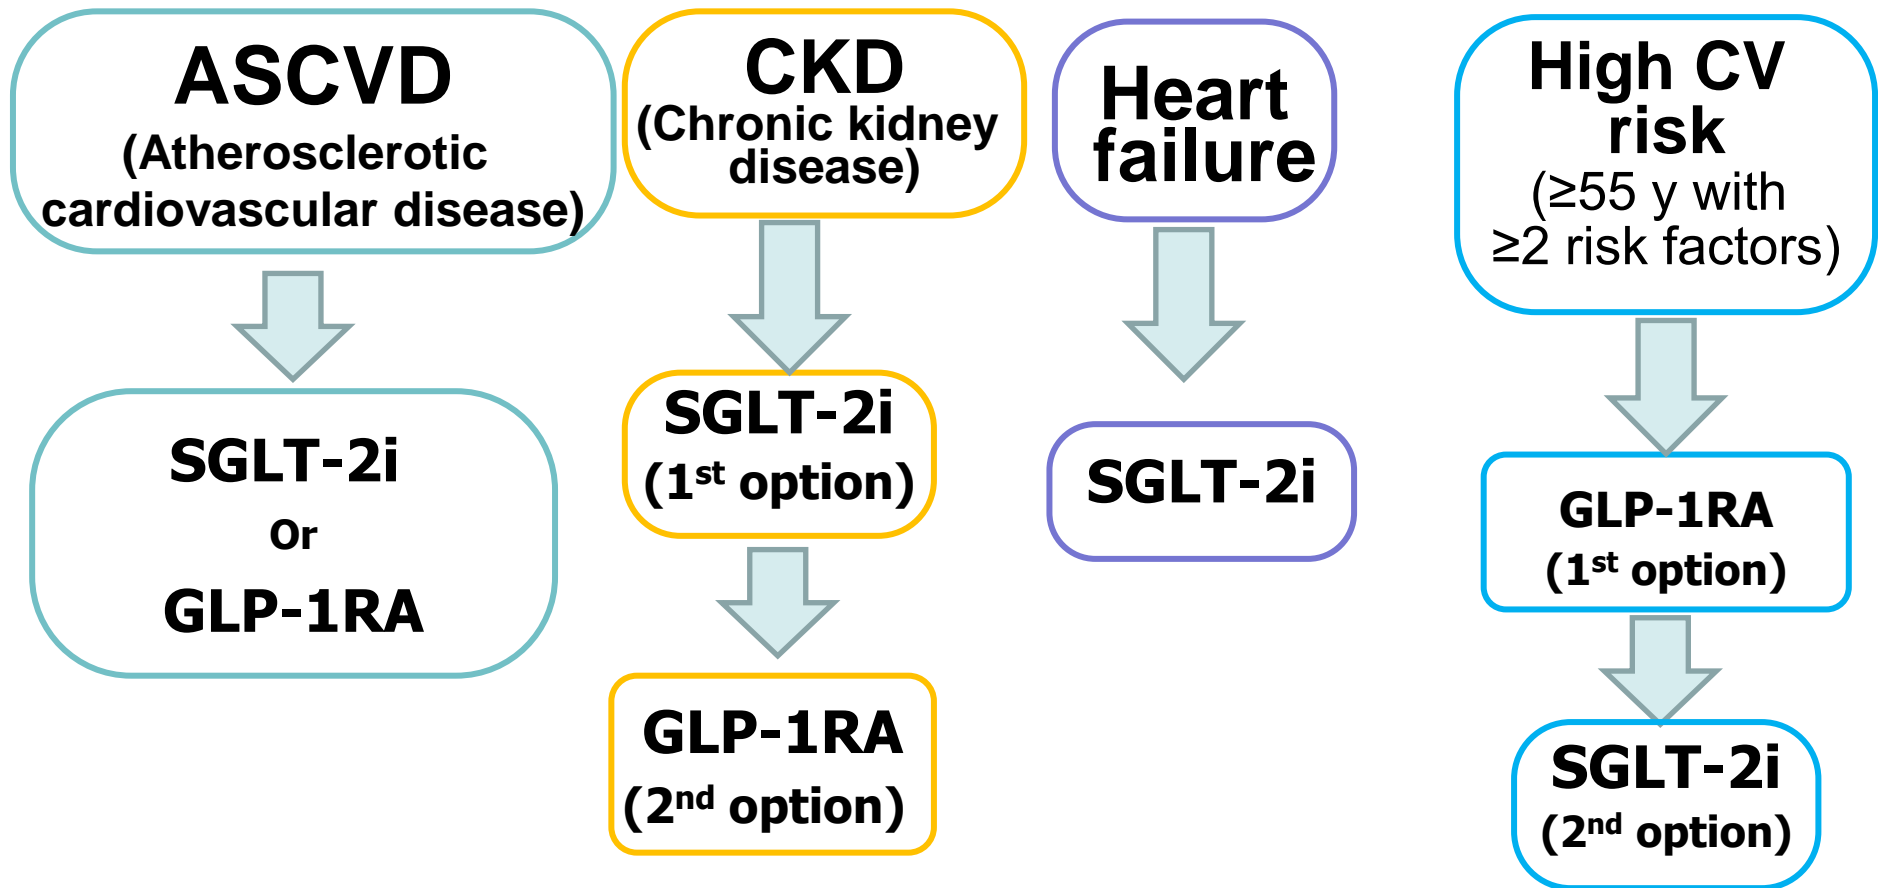 ASCVD
(Atherosclerotic
cardiovascular disease)
SGLT-2i
Or
GLP-1RA
CKD
(Chronic kidney
disease)
SGLT-2i
(1st option)
GLP-1RA
(2nd option)
Heart
failure
SGLT-2i
High CV
risk
(≥55 y with
≥2 risk factors)
GLP-1RA
(1st option)
SGLT-2i
(2nd option)